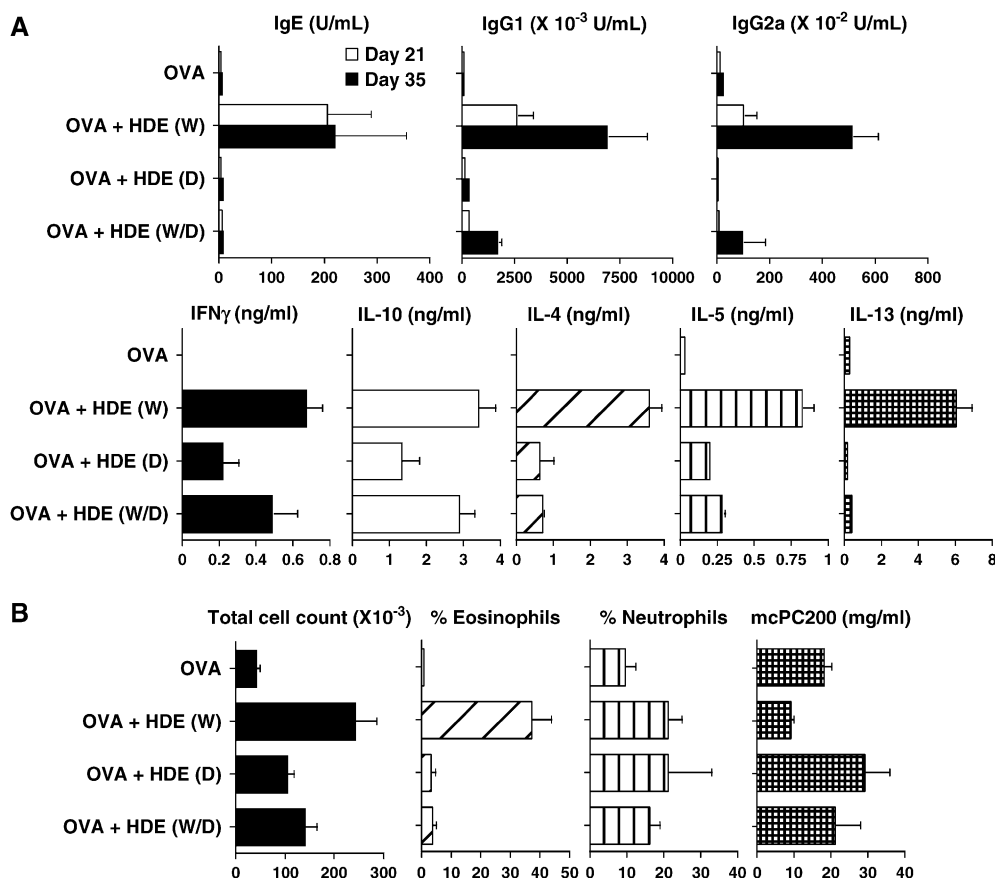 A
IgE (U/mL)
IgG1 (X 10⁻³ U/mL)
IgG2a (X 10⁻² U/mL)
Day 21
Day 35
OVA
OVA + HDE (W)
OVA + HDE (D)
OVA + HDE (W/D)
0 100 200 300 400
0 2500 5000 7500 10000
0 200 400 600 800
IFNγ (ng/ml)
IL-10 (ng/ml)
IL-4 (ng/ml)
IL-5 (ng/ml)
IL-13 (ng/ml)
OVA
OVA + HDE (W)
OVA + HDE (D)
OVA + HDE (W/D)
0 0.2 0.4 0.6 0.8
0 1 2 3 4
0 1 2 3 4
0 0.25 0.5 0.75 1
0 2 4 6 8
B
Total cell count (X10⁻³)
% Eosinophils
% Neutrophils
mcPC200 (mg/ml)
OVA
OVA + HDE (W)
OVA + HDE (D)
OVA + HDE (W/D)
0 100 200 300
0 10 20 30 40 50
0 10 20 30 40
0 10 20 30 40